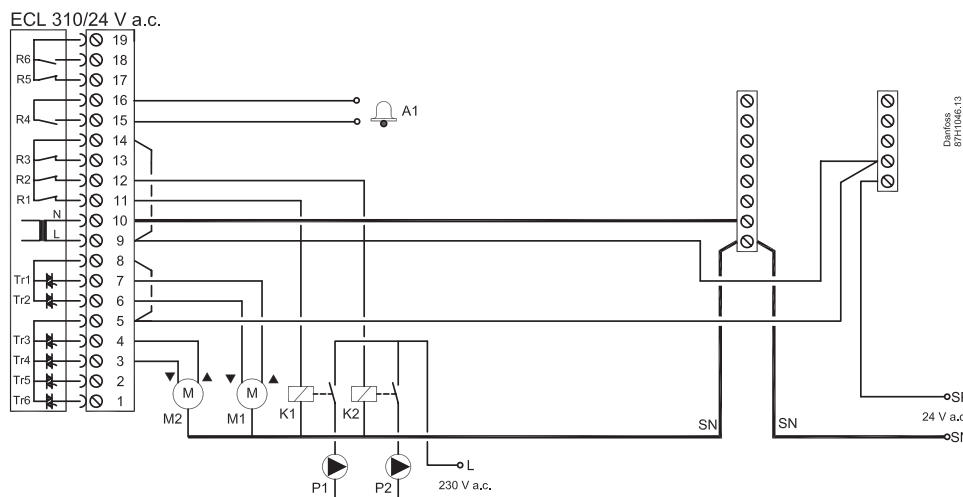 ECL 310/24 V a.c.
19
R6 18
R5 17
16
A1
R4 15
14
R3 13
R2 12
R1 11
N 10
L 9
8
Tr1 7
Tr2 6
5
Tr3 4
Tr4 3
Tr5 2
Tr6 1
M M
M2 M1 K1 K2
SN SN
24 V a.c
SN
P1 P2 L
230 V a.c.
Danfoss
87H1046.13